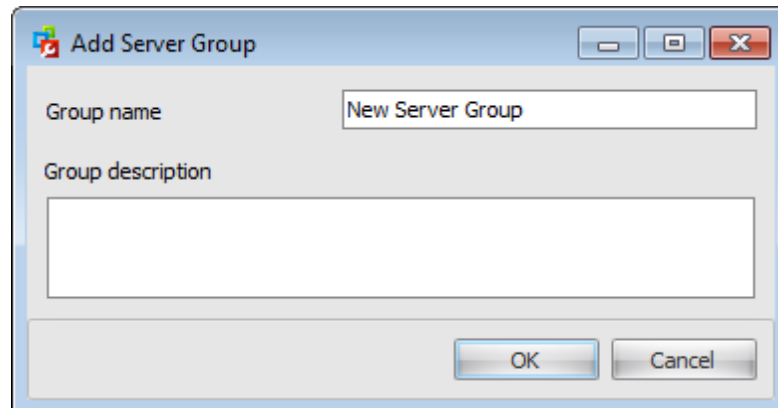 Add Server Group
Group name
New Server Group
Group description
OK
Cancel